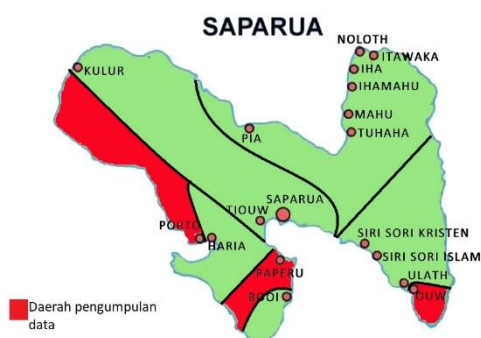 SAPARUA
NOLOTH
ITAWAKA
IHA
IHAMAHU
MAHU
TUHAHA
KULUR
PIA
SAPARUA
TIOUW
PORTO
HARIA
SIRI SORI KRISTEN
SIRI SORI ISLAM
PAPERU
BOOI
ULATH
OUW
Daerah pengumpulan
data